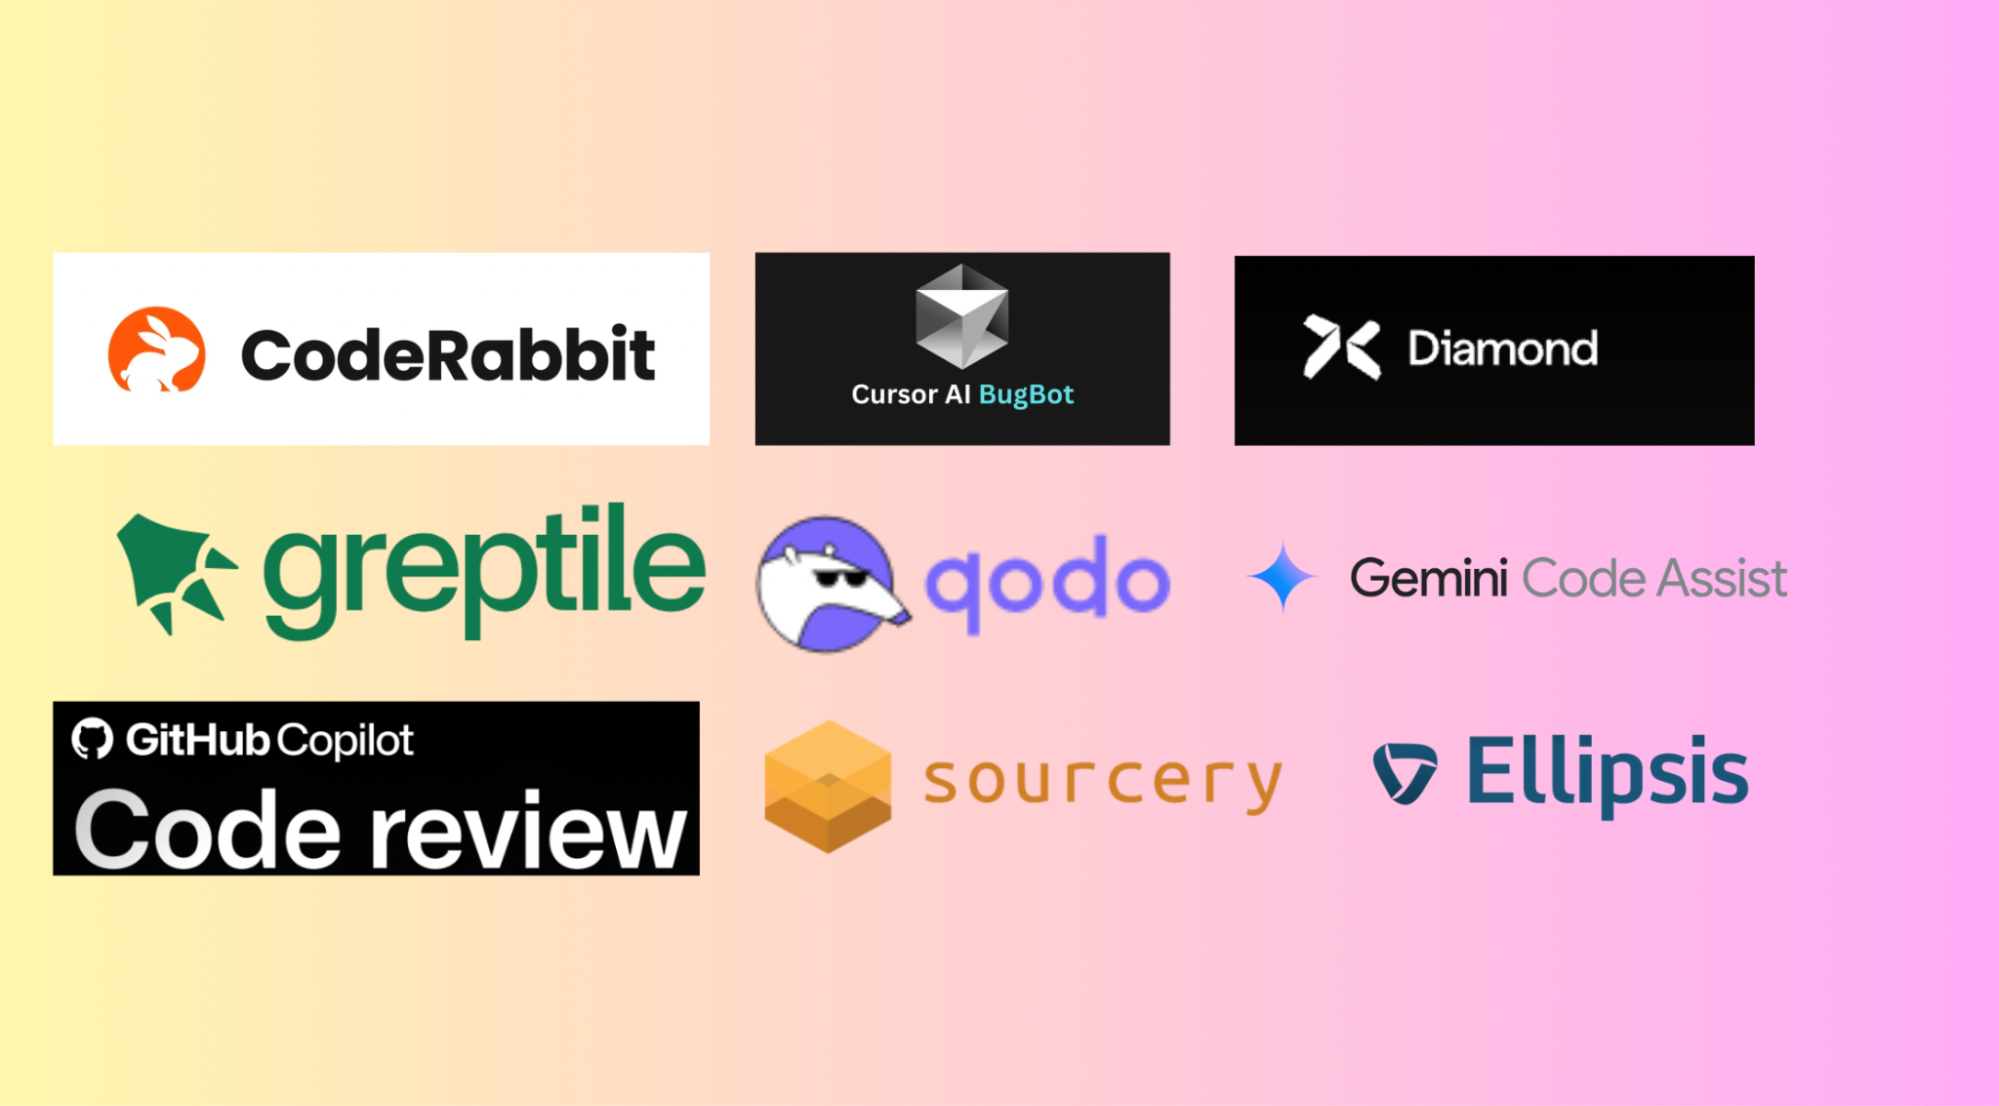 CodeRabbit
Cursor AI BugBot
Diamond
greptile
qodo
Gemini Code Assist
GitHub Copilot
Code review
sourcery
Ellipsis